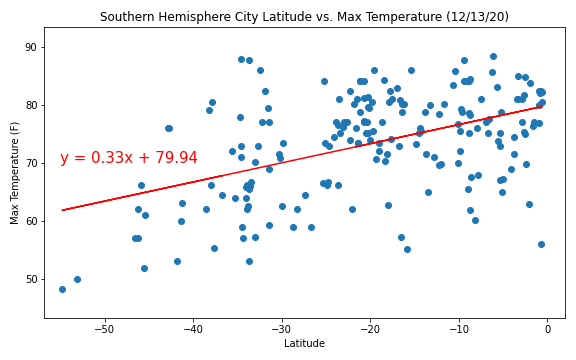 Southern Hemisphere City Latitude vs. Max Temperature (12/13/20)
90
80
70
60
50
Max Temperature (F)
y = 0.33x + 79.94
−50
−40
−30
−20
−10
0
Latitude